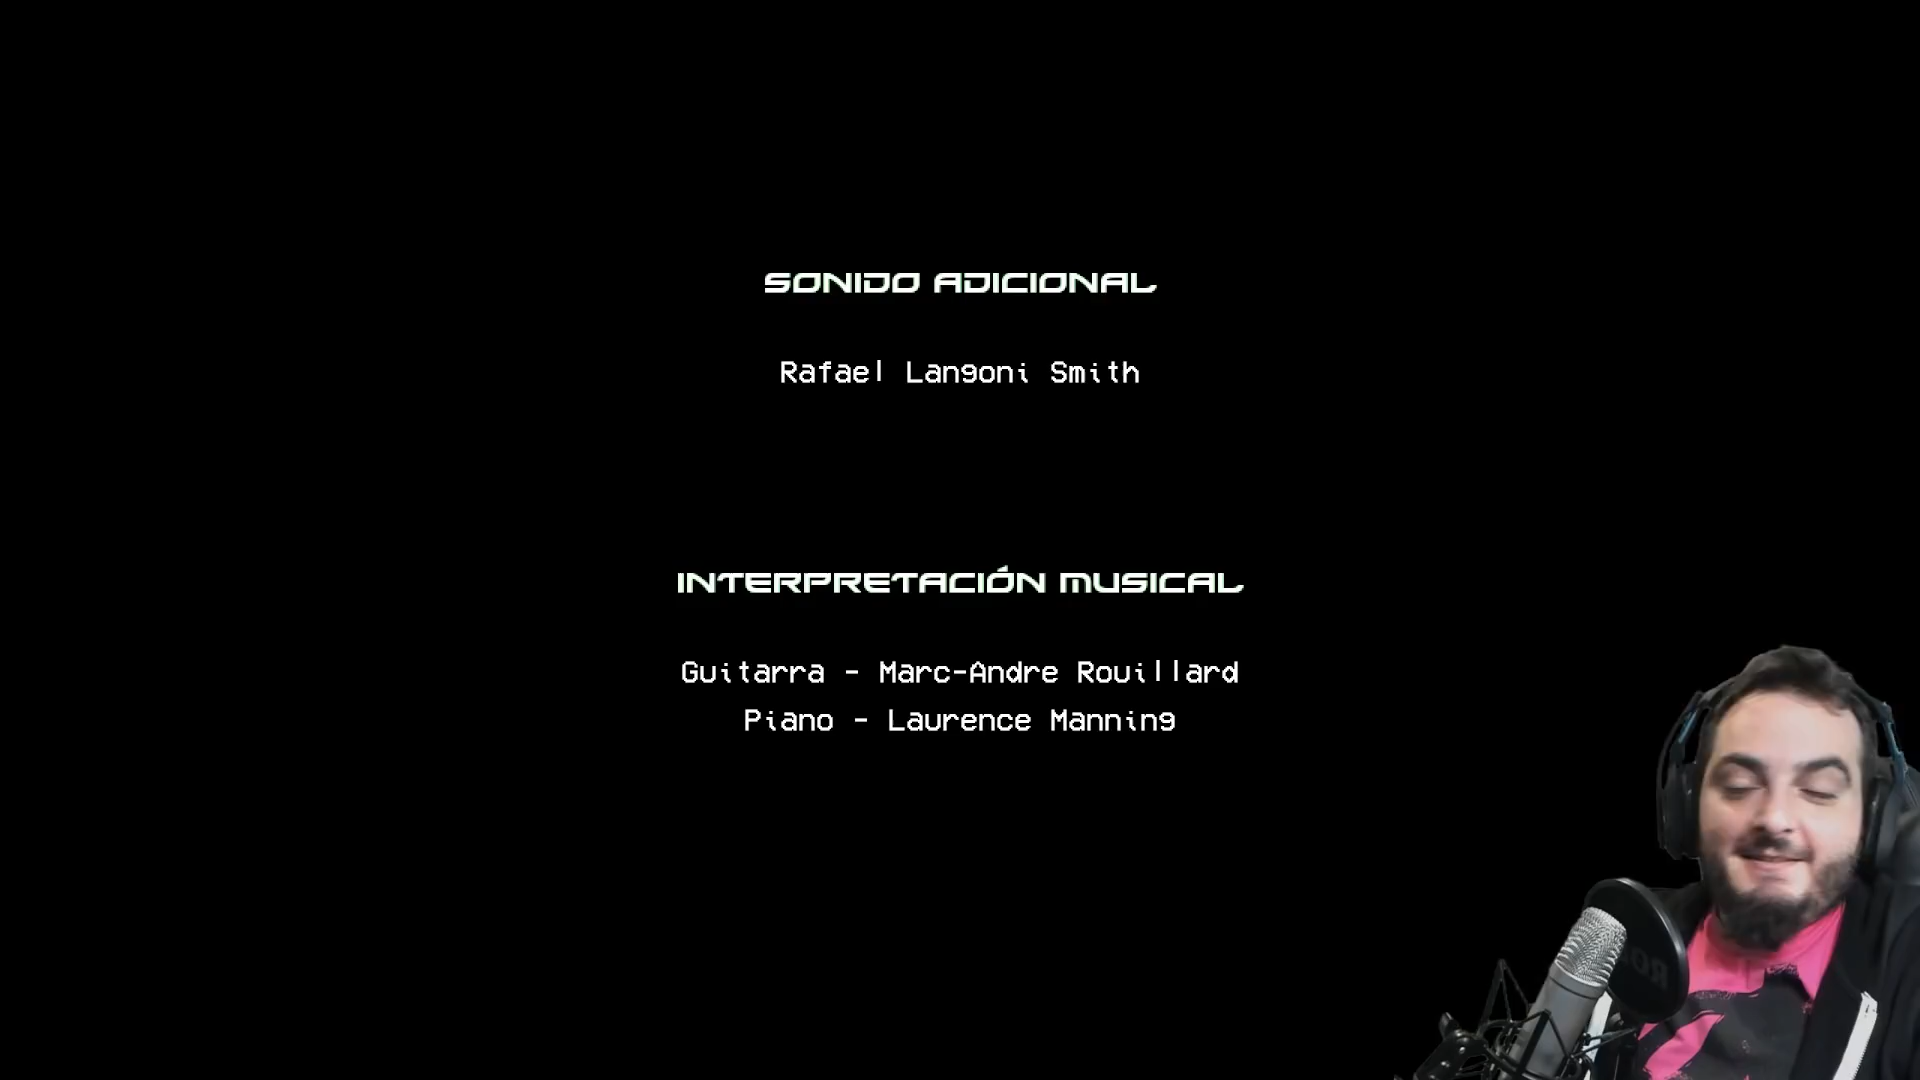 SONIDO ADICIONAL
Rafael Langoni Smith
INTERPRETACIÓN MUSICAL
Guitarra - Marc-Andre Rouillard
Piano - Laurence Manning